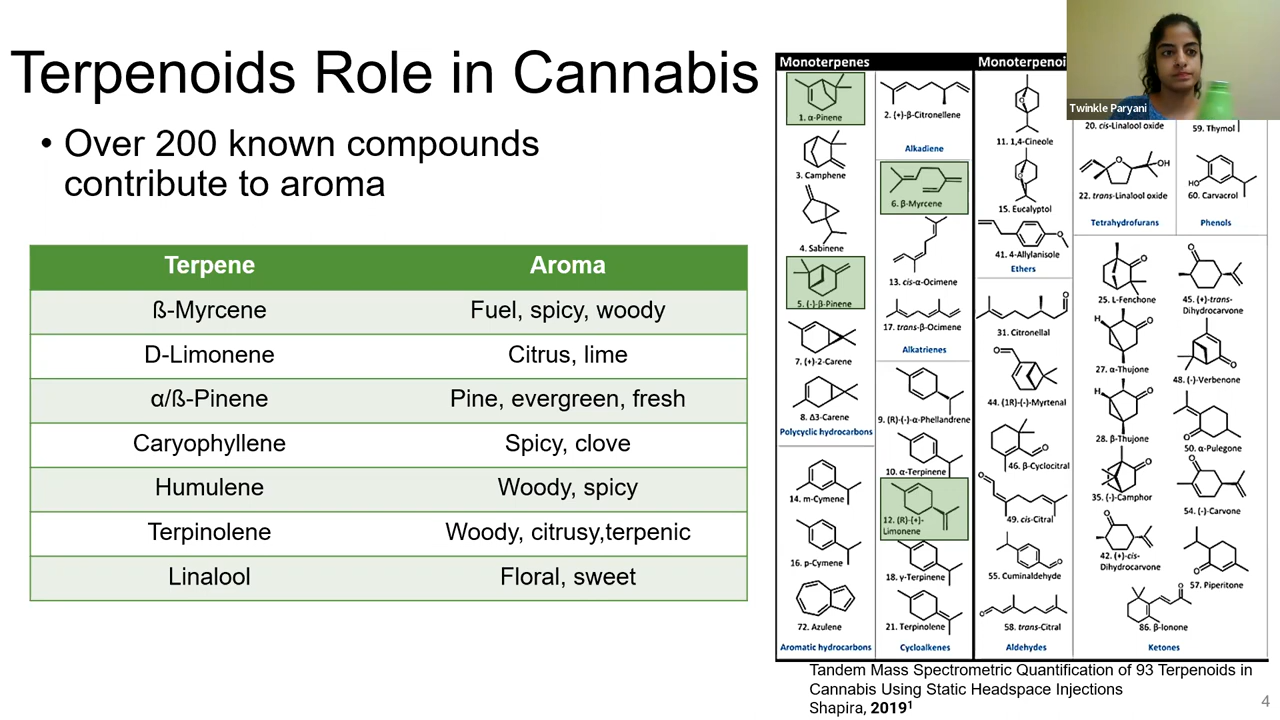 Terpenoids Role in Cannabis
• Over 200 known compounds
contribute to aroma
Terpene Aroma
ß-Myrcene Fuel, spicy, woody
D-Limonene Citrus, lime
α/ß-Pinene Pine, evergreen, fresh
Caryophyllene Spicy, clove
Humulene Woody, spicy
Terpinolene Woody, citrusy,terpenic
Linalool Floral, sweet
Monoterpenes
1. α-Pinene
3. Camphene
4. Sabinene
5. (-)-β-Pinene
7. (+)-2-Carene
8. Δ3-Carene
Polycyclic hydrocarbons
14. m-Cymene
16. p-Cymene
72. Azulene
Aromatic hydrocarbons
2. (+)-β-Citronellene
Alkadiene
6. β-Myrcene
13. cis-α-Ocimene
17. trans-β-Ocimene
Alkatrienes
9. (R)-(-)-α-Phellandrene
10. α-Terpinene
12. (R)-(+)-
Limonene
18. γ-Terpinene
21. Terpinolene
Cycloalkenes
Monoterpenoi
11. 1,4-Cineole
15. Eucalyptol
41. 4-Allylanisole
Ethers
31. Citronellal
44. (1R)-(-)-Myrtenal
46. β-Cyclocitral
49. cis-Citral
55. Cuminaldehyde
58. trans-Citral
Aldehydes
Twinkle Paryani
20. cis-Linalool oxide
22. trans-Linalool oxide
OH
O
Tetrahydrofurans
59. Thymol
HO
60. Carvacrol
Phenols
25. L-Fenchone
27. α-Thujone
28. β-Thujone
35. (-)-Camphor
42. (+)-cis-
Dihydrocarvone
45. (+)-trans-
Dihydrocarvone
48. (-)-Verbenone
50. α-Pulegone
54. (-)-Carvone
57. Piperitone
86. β-Ionone
Ketones
Tandem Mass Spectrometric Quantification of 93 Terpenoids in
Cannabis Using Static Headspace Injections
Shapira, 2019¹
4